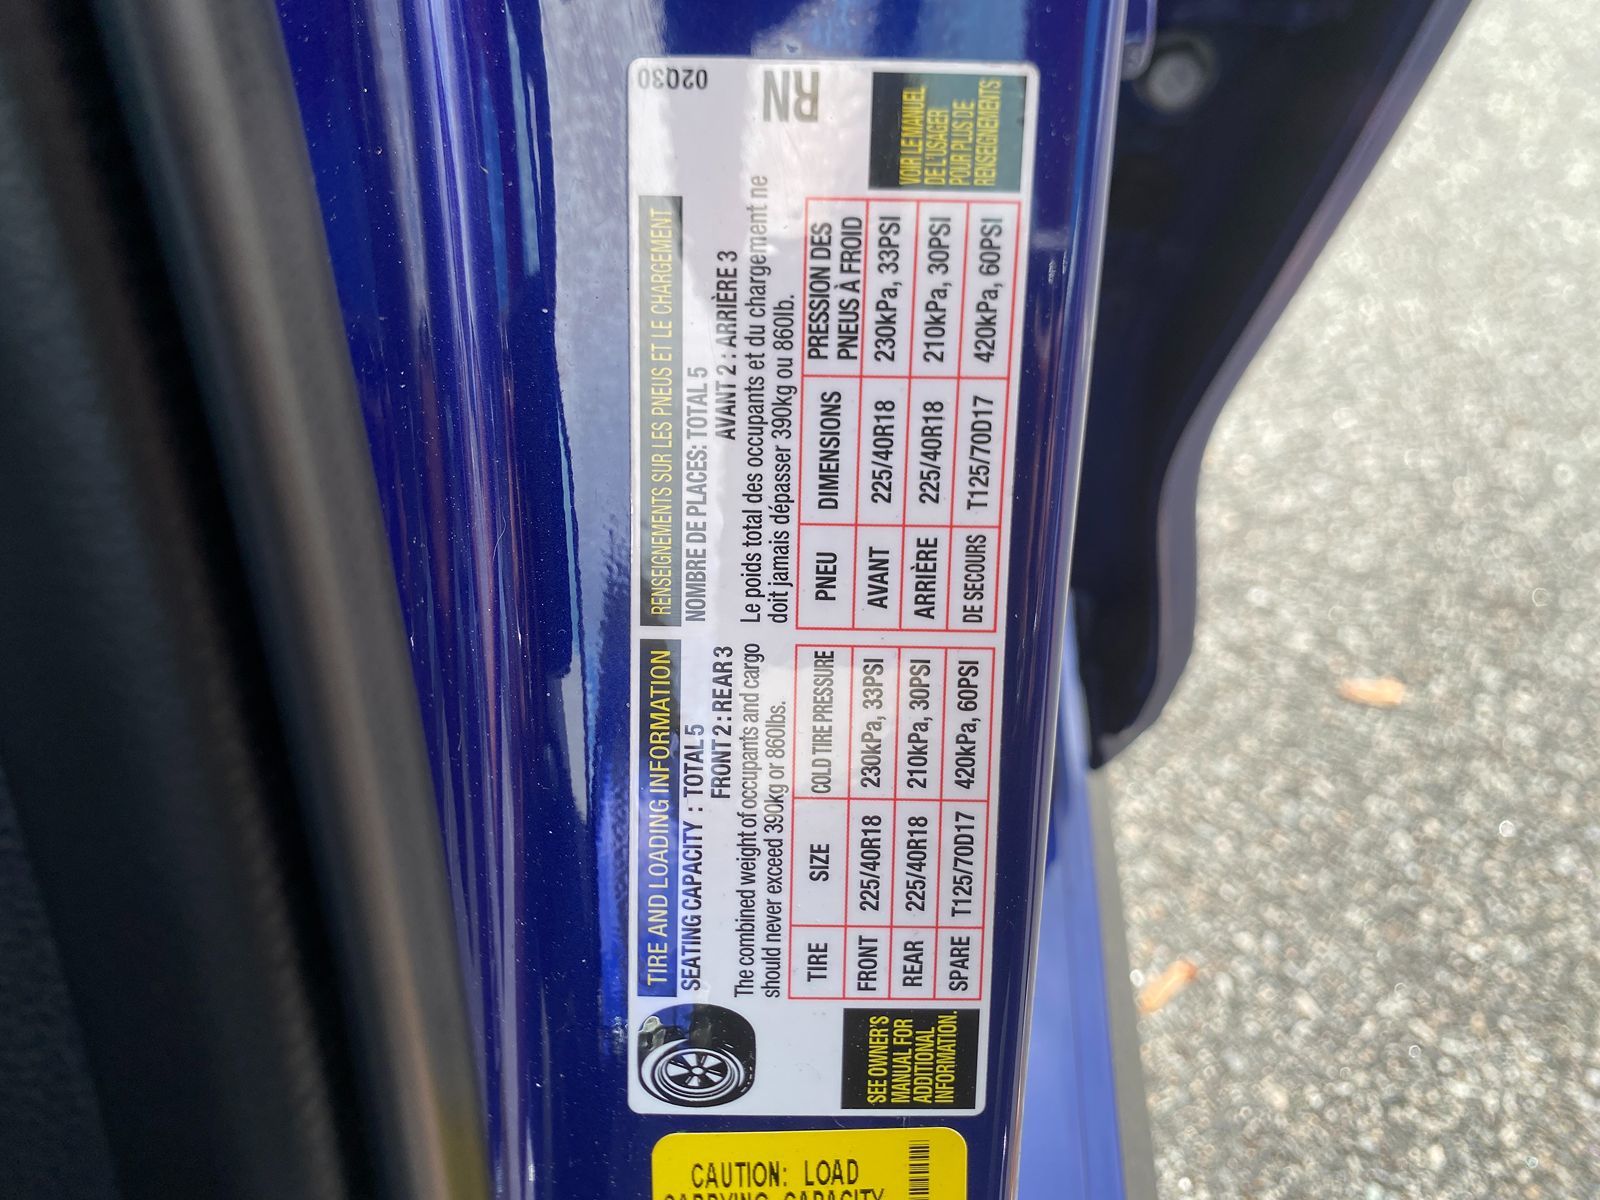 TIRE AND LOADING INFORMATION
SEATING CAPACITY : TOTAL 5
FRONT 2 : REAR 3
The combined weight of occupants and cargo
should never exceed 390kg or 860lbs.
TIRE SIZE COLD TIRE PRESSURE
FRONT 225/40R18 230kPa, 33PSI
REAR 225/40R18 210kPa, 30PSI
SPARE T125/70D17 420kPa, 60PSI
SEE OWNER'S
MANUAL FOR
ADDITIONAL
INFORMATION.
RENSEIGNEMENTS SUR LES PNEUS ET LE CHARGEMENT
NOMBRE DE PLACES: TOTAL 5
AVANT 2 : ARRIÈRE 3
Le poids total des occupants et du chargement ne
doit jamais dépasser 390kg ou 860lb.
PNEU DIMENSIONS PRESSION DES
PNEUS À FROID
AVANT 225/40R18 230kPa, 33PSI
ARRIÈRE 225/40R18 210kPa, 30PSI
DE SECOURS T125/70D17 420kPa, 60PSI
02Q30
RN
VOIR LE MANUEL
DE L'USAGER
POUR PLUS DE
RENSEIGNEMENTS
CAUTION: LOAD
CARRYING CAPACITY